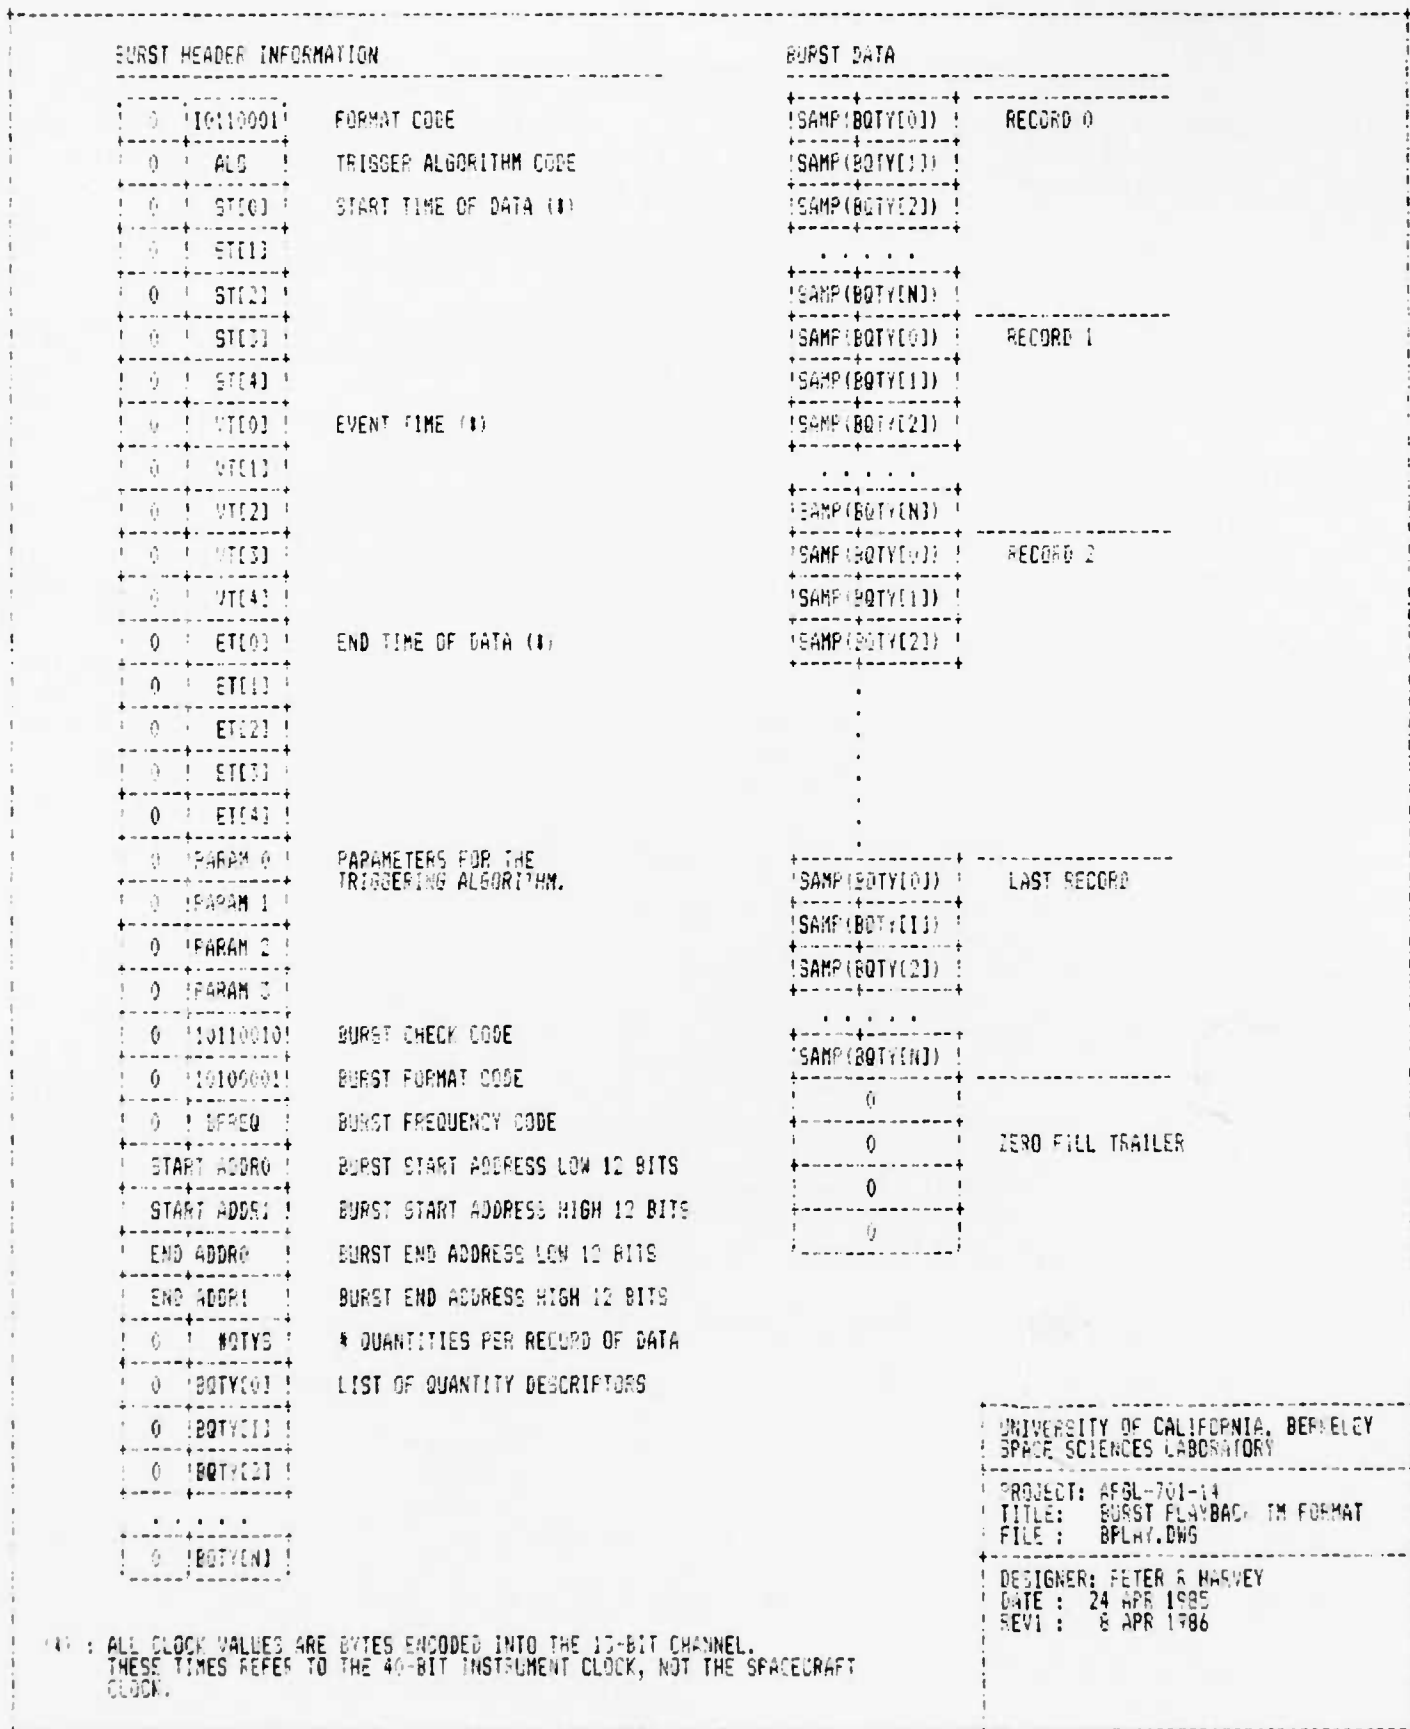 BURST HEADER INFORMATION
0 10110001 FORMAT CODE
0 ALG TRIGGER ALGORITHM CODE
0 ST[0] START TIME OF DATA (*)
0 ST[1]
0 ST[2]
0 ST[3]
0 ST[4]
0 VT[0] EVENT TIME (*)
0 VT[1]
0 VT[2]
0 VT[3]
0 VT[4]
0 ET[0] END TIME OF DATA (*)
0 ET[1]
0 ET[2]
0 ET[3]
0 ET[4]
0 PARAM 0 PARAMETERS FOR THE
TRIGGERING ALGORITHM.
0 PARAM 1
0 PARAM 2
0 PARAM 3
0 10110010 BURST CHECK CODE
0 10100001 BURST FORMAT CODE
0 BFREQ BURST FREQUENCY CODE
START ADDR0 BURST START ADDRESS LOW 12 BITS
START ADDR1 BURST START ADDRESS HIGH 12 BITS
END ADDR0 BURST END ADDRESS LOW 12 BITS
END ADDR1 BURST END ADDRESS HIGH 12 BITS
0 #QTYS # QUANTITIES PER RECORD OF DATA
0 BQTY[0] LIST OF QUANTITY DESCRIPTORS
0 BQTY[1]
0 BQTY[2]
. . . . .
0 BQTY[N]
BURST DATA
SAMP(BQTY[0]) RECORD 0
SAMP(BQTY[1])
SAMP(BQTY[2])
. . . . .
SAMP(BQTY[N])
SAMP(BQTY[0]) RECORD 1
SAMP(BQTY[1])
SAMP(BQTY[2])
. . . . .
SAMP(BQTY[N])
SAMP(BQTY[0]) RECORD 2
SAMP(BQTY[1])
SAMP(BQTY[2])
SAMP(BQTY[0]) LAST RECORD
SAMP(BQTY[1])
SAMP(BQTY[2])
. . . . .
SAMP(BQTY[N])
0
0 ZERO FILL TRAILER
0
0
UNIVERSITY OF CALIFORNIA, BERKELEY
SPACE SCIENCES LABORATORY
PROJECT: AFGL-701-14
TITLE: BURST PLAYBACK TM FORMAT
FILE : BPLAY.DWG
DESIGNER: PETER R HARVEY
DATE : 24 APR 1985
REV1 : 8 APR 1986
(*) : ALL CLOCK VALUES ARE BYTES ENCODED INTO THE CHANNEL.
THESE TIMES REFER TO THE 40-BIT INSTRUMENT CLOCK, NOT THE SPACECRAFT
CLOCK.